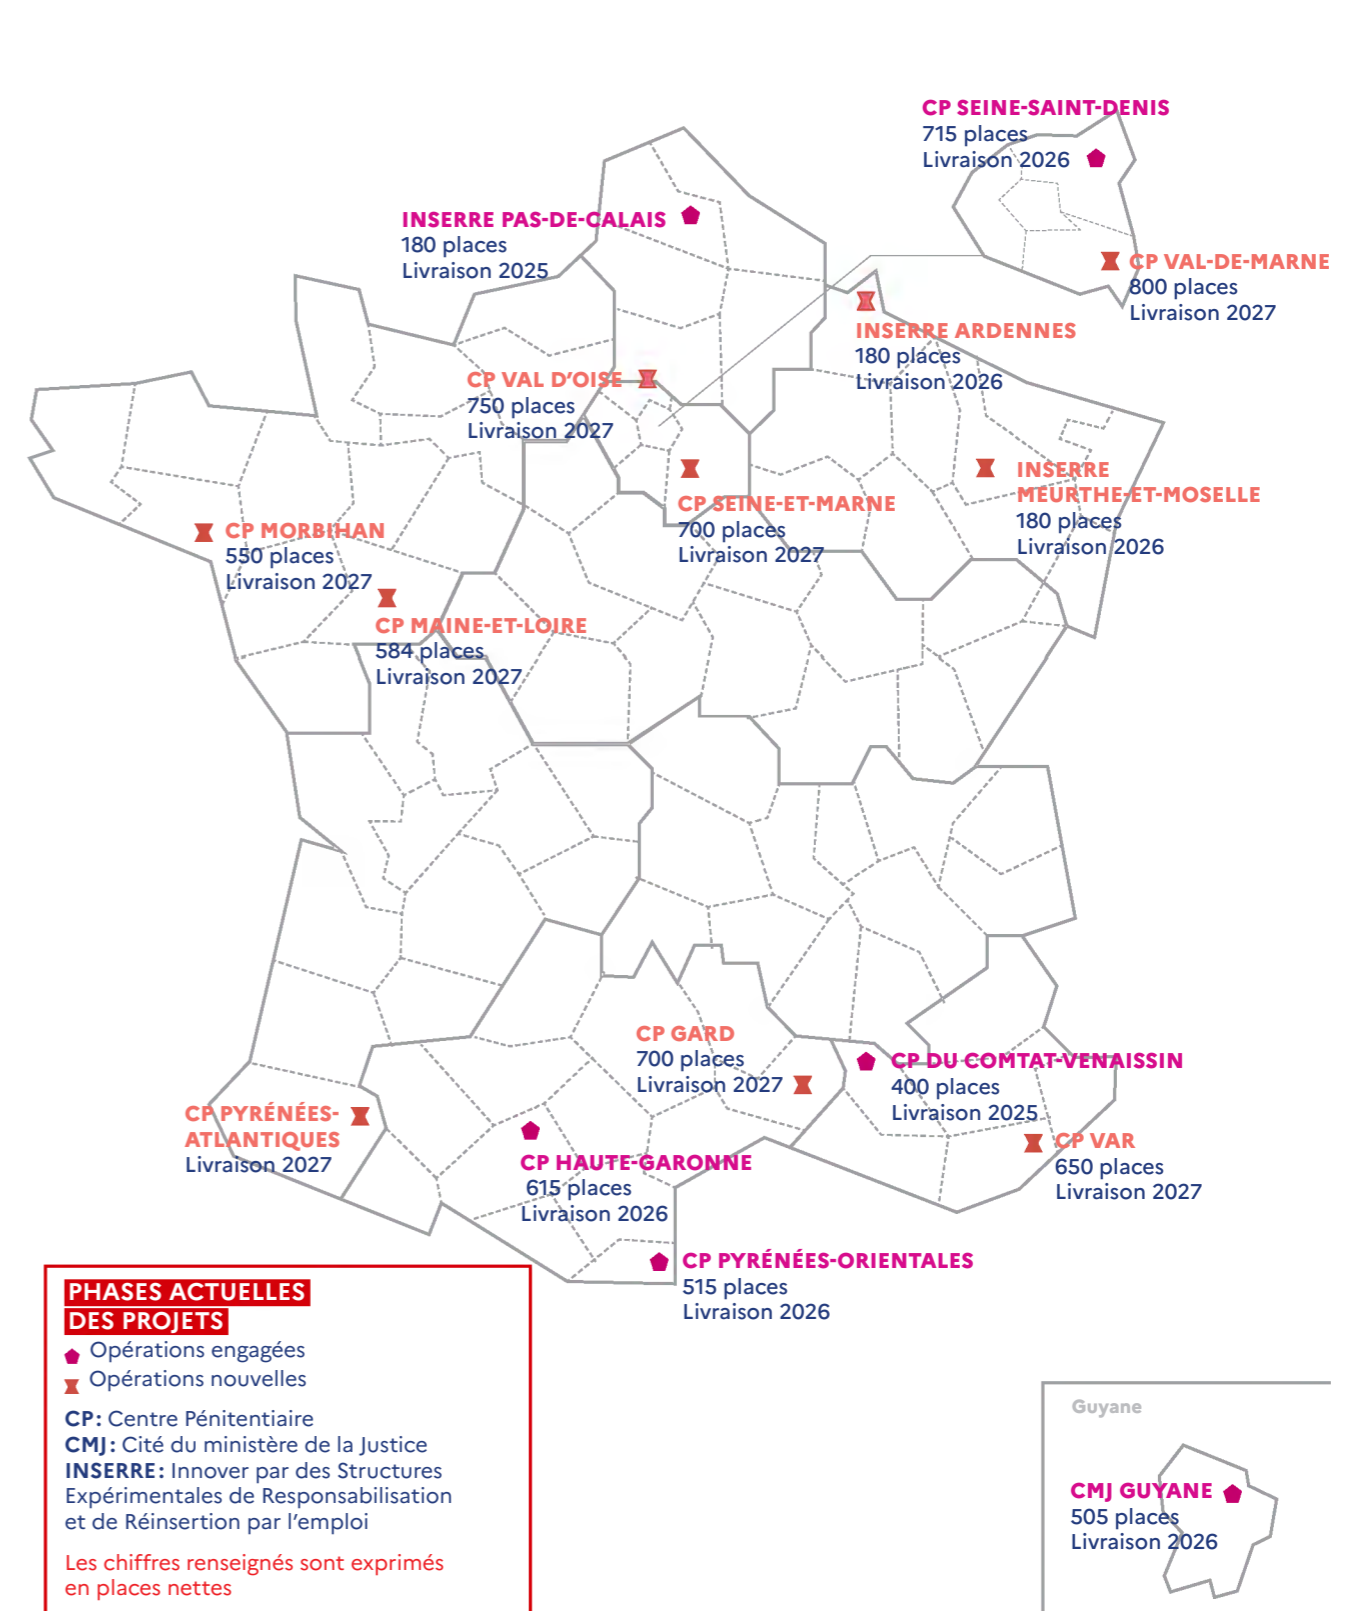 CP SEINE-SAINT-DENIS
715 places
Livraison 2026
INSERRE PAS-DE-CALAIS
180 places
Livraison 2025
CP VAL-DE-MARNE
800 places
Livraison 2027
INSERRE ARDENNES
180 places
Livraison 2026
CP VAL D’OISE
750 places
Livraison 2027
INSERRE
MEURTHE-ET-MOSELLE
180 places
Livraison 2026
CP SEINE-ET-MARNE
700 places
Livraison 2027
CP MORBIHAN
550 places
Livraison 2027
CP MAINE-ET-LOIRE
584 places
Livraison 2027
CP GARD
700 places
Livraison 2027
CP DU COMTAT-VENAISSIN
400 places
Livraison 2025
CP PYRÉNÉES-
ATLANTIQUES
Livraison 2027
CP VAR
650 places
Livraison 2027
CP HAUTE-GARONNE
615 places
Livraison 2026
CP PYRÉNÉES-ORIENTALES
515 places
Livraison 2026
PHASES ACTUELLES
DES PROJETS
Opérations engagées
Opérations nouvelles
CP: Centre Pénitentiaire
CMJ: Cité du ministère de la Justice
INSERRE: Innover par des Structures
Expérimentales de Responsabilisation
et de Réinsertion par l’emploi
Les chiffres renseignés sont exprimés
en places nettes
Guyane
CMJ GUYANE
505 places
Livraison 2026